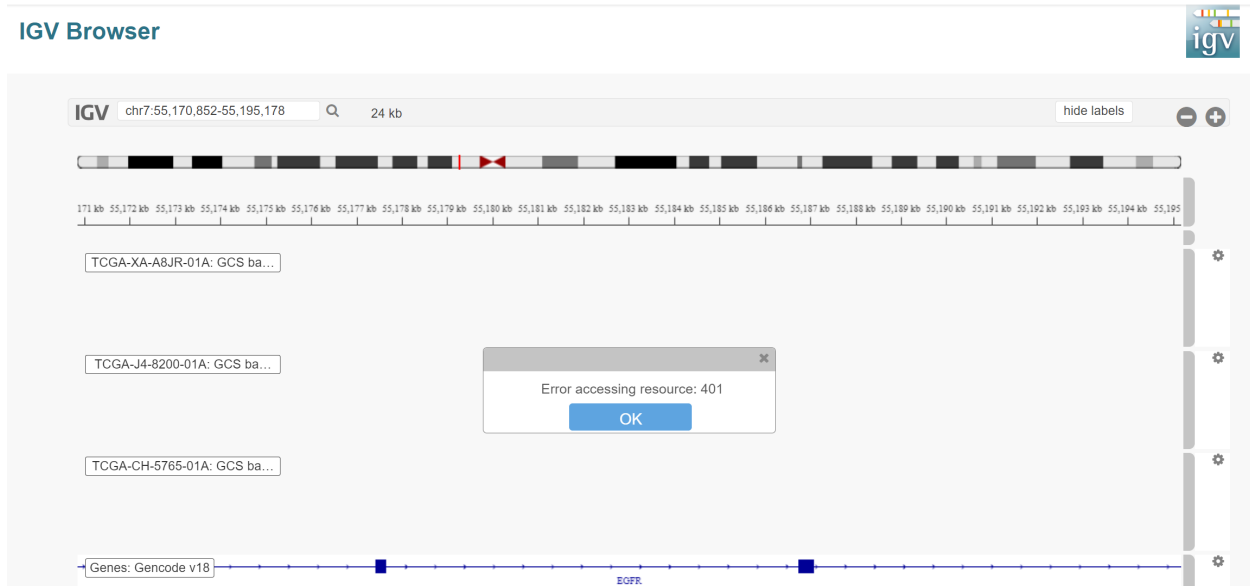 IGV Browser
igv
IGV chr7:55,170,852-55,195,178 24 kb hide labels
171 kb 55,172 kb 55,173 kb 55,174 kb 55,175 kb 55,176 kb 55,177 kb 55,178 kb 55,179 kb 55,180 kb 55,181 kb 55,182 kb 55,183 kb 55,184 kb 55,185 kb 55,186 kb 55,187 kb 55,188 kb 55,189 kb 55,190 kb 55,191 kb 55,192 kb 55,193 kb 55,194 kb 55,195
TCGA-XA-A8JR-01A: GCS ba...
TCGA-J4-8200-01A: GCS ba...
Error accessing resource: 401
OK
TCGA-CH-5765-01A: GCS ba...
Genes: Gencode v18
EGFR